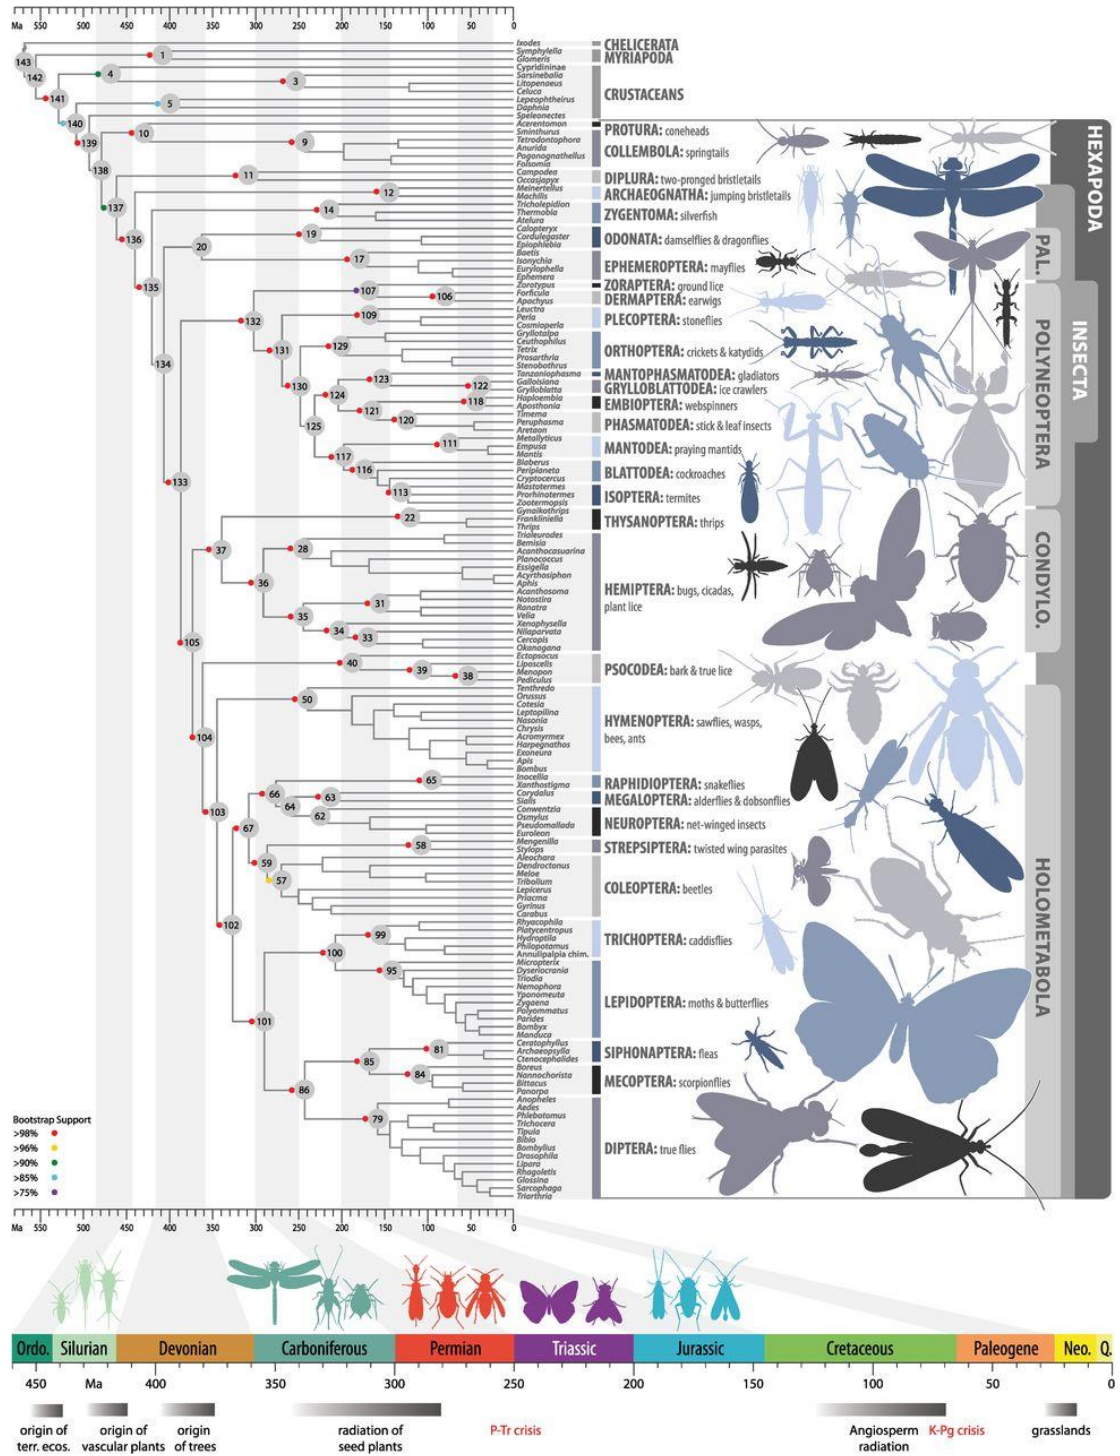 Ma 550 500 450 400 350 300 250 200 150 100 50 0
Ixodes
Symphylella
Glomeris
Cypridininae
Sarsinebalia
Litopenaeus
Celuca
Lepeophtheirus
Daphnia
Speleonectes
Acerentomon
Sminthurus
Tetrodontophora
Anurida
Pogonognathellus
Folsomia
Campodea
Occasjapyx
Meinertellus
Machilis
Tricholepidion
Thermobia
Atelura
Calopteryx
Cordulegaster
Epiophlebia
Baetis
Isonychia
Eurylophella
Ephemera
Zorotypus
Forficula
Apachyus
Leuctra
Perla
Cosmioperla
Gryllotalpa
Ceuthophilus
Tetrix
Prosarthria
Stenobothrus
Tanzaniophasma
Galloisiana
Grylloblatta
Haploembia
Aposthonia
Timema
Peruphasma
Aretaon
Metallyticus
Empusa
Mantis
Blaberus
Periplaneta
Cryptocercus
Mastotermes
Prorhinotermes
Zootermopsis
Gynaikothrips
Frankliniella
Thrips
Trialeurodes
Bemisia
Acanthocasuarina
Planococcus
Essigella
Acyrthosiphon
Aphis
Acanthosoma
Notostira
Ranatra
Velia
Xenophysella
Nilaparvata
Cercopis
Okanagana
Ectopsocus
Liposcelis
Menopon
Pediculus
Tenthredo
Orussus
Cotesia
Leptopilina
Nasonia
Chrysis
Acromyrmex
Harpegnathos
Exoneura
Apis
Bombus
Inocellia
Xanthostigma
Corydalus
Sialis
Conwentzia
Osmylus
Pseudomallada
Euroleon
Mengenilla
Stylops
Aleochara
Dendroctonus
Meloe
Tribolium
Lepicerus
Priacma
Gyrinus
Carabus
Rhyacophila
Platycentropus
Hydroptila
Philopotamus
Annulipalpia chim.
Micropterix
Dyseriocrania
Triodia
Nemophora
Yponomeuta
Zygaena
Polyommatus
Parides
Bombyx
Manduca
Ceratophyllus
Archaeopsylla
Ctenocephalides
Boreus
Nannochorista
Bittacus
Panorpa
Anopheles
Aedes
Phlebotomus
Trichocera
Tipula
Bibio
Bombylius
Drosophila
Lipara
Rhagoletis
Glossina
Sarcophaga
Triarthria
143
1
142
4
3
141
5
140
10
139
9
138
11
12
137
14
136
19
20
17
135
107
106
109
132
129
131
134
123
130
122
124
118
121
120
125
111
117
116
133
113
22
37
28
36
31
35
34
33
105
40
39
38
50
104
65
66
63
64
103
62
67
58
59
57
102
99
100
95
101
81
85
84
86
79
CHELICERATA
MYRIAPODA
CRUSTACEANS
PROTURA: coneheads
COLLEMBOLA: springtails
DIPLURA: two-pronged bristletails
ARCHAEOGNATHA: jumping bristletails
ZYGENTOMA: silverfish
ODONATA: damselflies & dragonflies
EPHEMEROPTERA: mayflies
ZORAPTERA: ground lice
DERMAPTERA: earwigs
PLECOPTERA: stoneflies
ORTHOPTERA: crickets & katydids
MANTOPHASMATODEA: gladiators
GRYLLOBLATTODEA: ice crawlers
EMBIOPTERA: webspinners
PHASMATODEA: stick & leaf insects
MANTODEA: praying mantids
BLATTODEA: cockroaches
ISOPTERA: termites
THYSANOPTERA: thrips
HEMIPTERA: bugs, cicadas,
plant lice
PSOCODEA: bark & true lice
HYMENOPTERA: sawflies, wasps,
bees, ants
RAPHIDIOPTERA: snakeflies
MEGALOPTERA: alderflies & dobsonflies
NEUROPTERA: net-winged insects
STREPSIPTERA: twisted wing parasites
COLEOPTERA: beetles
TRICHOPTERA: caddisflies
LEPIDOPTERA: moths & butterflies
SIPHONAPTERA: fleas
MECOPTERA: scorpionflies
DIPTERA: true flies
HEXAPODA
INSECTA
PAL.
POLYNEOPTERA
CONDYLO.
HOLOMETABOLA
Bootstrap Support
>98%
>96%
>90%
>85%
>75%
Ma 550 500 450 400 350 300 250 200 150 100 50 0
Ordo. Silurian Devonian Carboniferous Permian Triassic Jurassic Cretaceous Paleogene Neo. Q.
450 Ma 400 350 300 250 200 150 100 50 0
origin of
terr. ecos.
origin of
vascular plants
origin
of trees
radiation of
seed plants
P-Tr crisis
Angiosperm
radiation
K-Pg crisis
grasslands